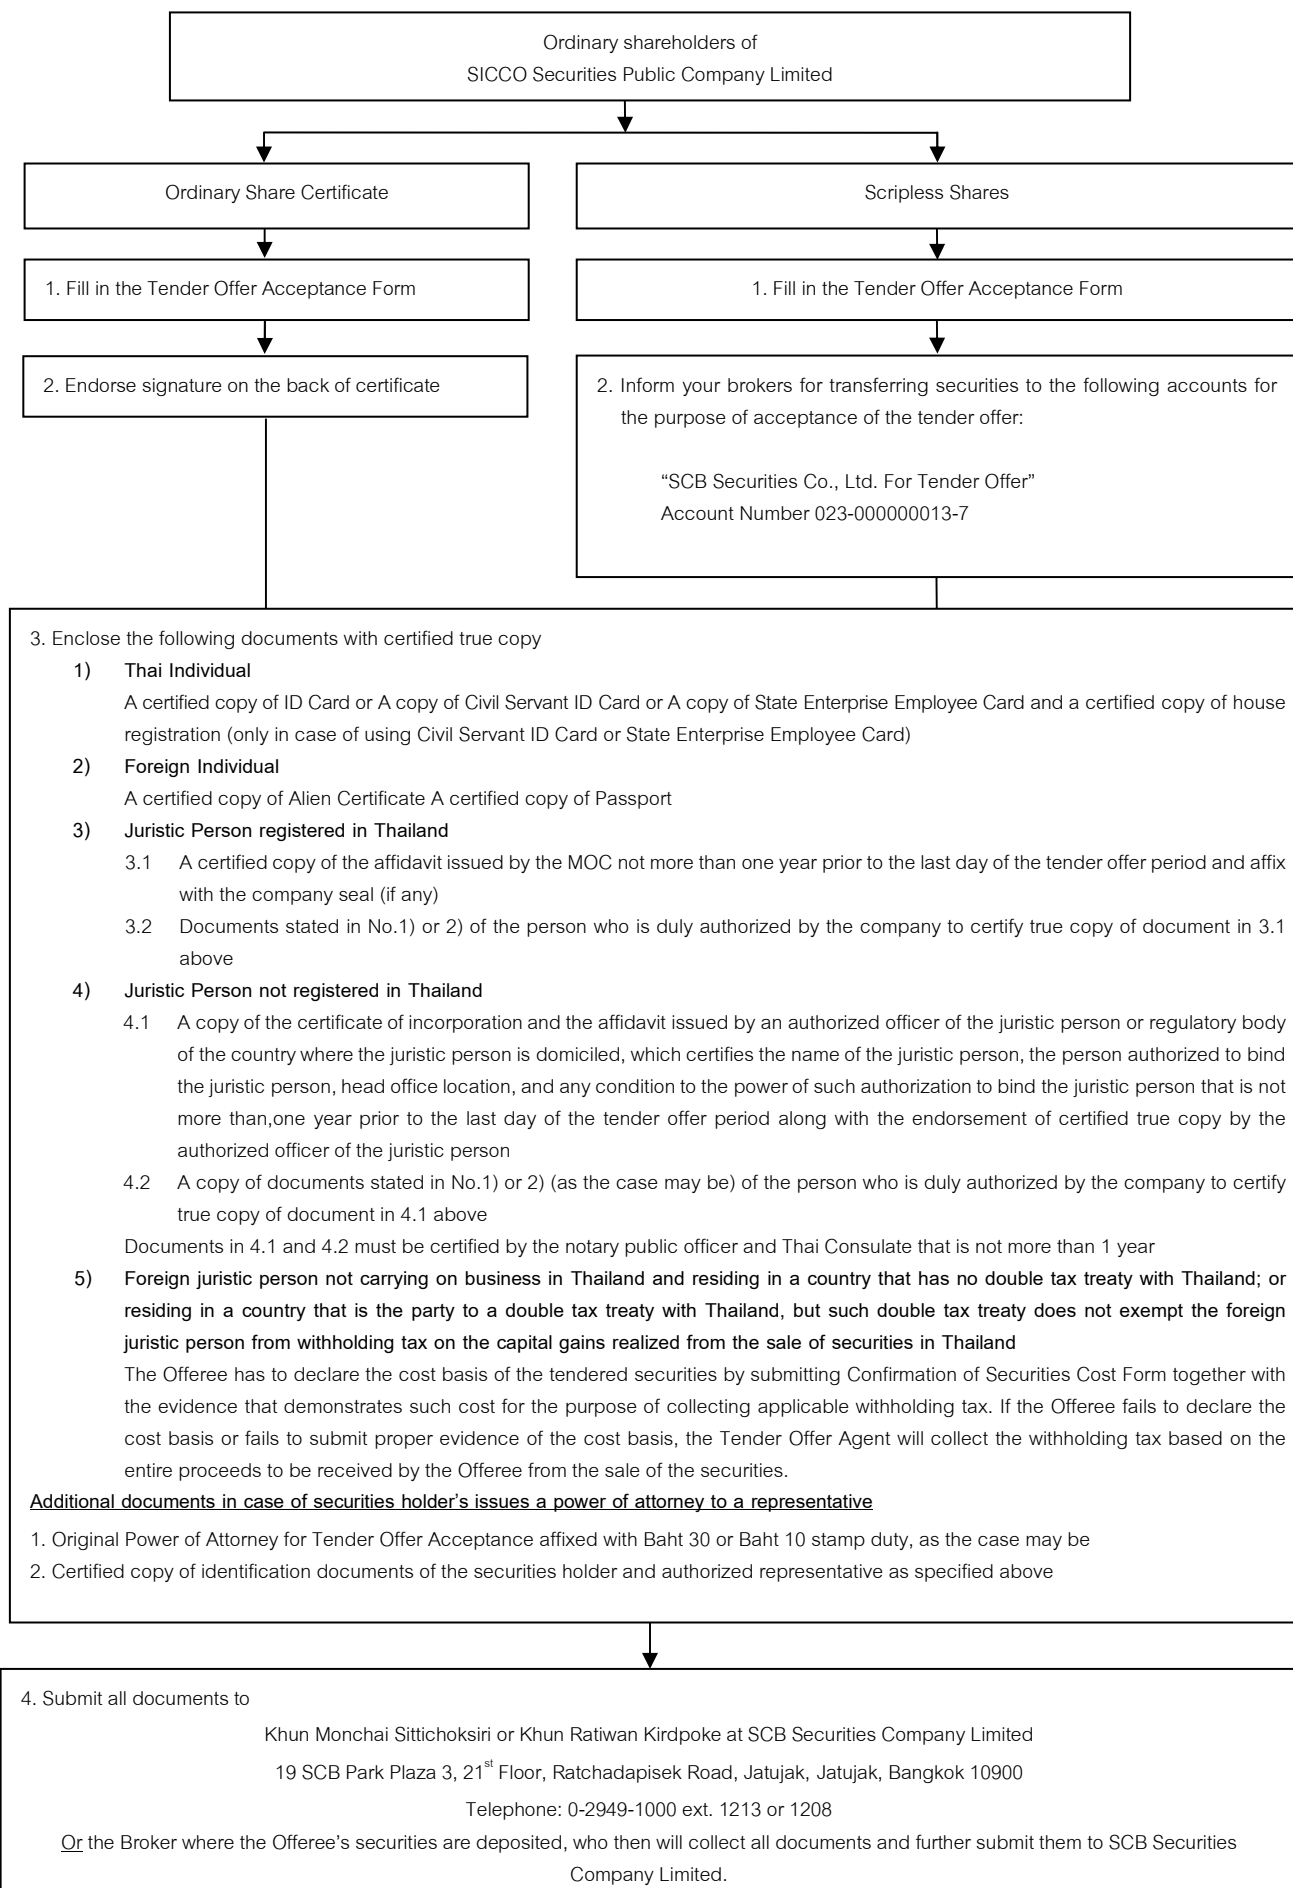 Ordinary shareholders of
SICCO Securities Public Company Limited
Ordinary Share Certificate
Scripless Shares
1. Fill in the Tender Offer Acceptance Form
1. Fill in the Tender Offer Acceptance Form
2. Endorse signature on the back of certificate
2. Inform your brokers for transferring securities to the following accounts for
the purpose of acceptance of the tender offer:
“SCB Securities Co., Ltd. For Tender Offer”
Account Number 023-000000013-7
3. Enclose the following documents with certified true copy
1) Thai Individual
A certified copy of ID Card or A copy of Civil Servant ID Card or A copy of State Enterprise Employee Card and a certified copy of house
registration (only in case of using Civil Servant ID Card or State Enterprise Employee Card)
2) Foreign Individual
A certified copy of Alien Certificate A certified copy of Passport
3) Juristic Person registered in Thailand
3.1 A certified copy of the affidavit issued by the MOC not more than one year prior to the last day of the tender offer period and affix
with the company seal (if any)
3.2 Documents stated in No.1) or 2) of the person who is duly authorized by the company to certify true copy of document in 3.1
above
4) Juristic Person not registered in Thailand
4.1 A copy of the certificate of incorporation and the affidavit issued by an authorized officer of the juristic person or regulatory body
of the country where the juristic person is domiciled, which certifies the name of the juristic person, the person authorized to bind
the juristic person, head office location, and any condition to the power of such authorization to bind the juristic person that is not
more than,one year prior to the last day of the tender offer period along with the endorsement of certified true copy by the
authorized officer of the juristic person
4.2 A copy of documents stated in No.1) or 2) (as the case may be) of the person who is duly authorized by the company to certify
true copy of document in 4.1 above
Documents in 4.1 and 4.2 must be certified by the notary public officer and Thai Consulate that is not more than 1 year
5) Foreign juristic person not carrying on business in Thailand and residing in a country that has no double tax treaty with Thailand; or
residing in a country that is the party to a double tax treaty with Thailand, but such double tax treaty does not exempt the foreign
juristic person from withholding tax on the capital gains realized from the sale of securities in Thailand
The Offeree has to declare the cost basis of the tendered securities by submitting Confirmation of Securities Cost Form together with
the evidence that demonstrates such cost for the purpose of collecting applicable withholding tax. If the Offeree fails to declare the
cost basis or fails to submit proper evidence of the cost basis, the Tender Offer Agent will collect the withholding tax based on the
entire proceeds to be received by the Offeree from the sale of the securities.
Additional documents in case of securities holder’s issues a power of attorney to a representative
1. Original Power of Attorney for Tender Offer Acceptance affixed with Baht 30 or Baht 10 stamp duty, as the case may be
2. Certified copy of identification documents of the securities holder and authorized representative as specified above
4. Submit all documents to
Khun Monchai Sittichoksiri or Khun Ratiwan Kirdpoke at SCB Securities Company Limited
19 SCB Park Plaza 3, 21st Floor, Ratchadapisek Road, Jatujak, Jatujak, Bangkok 10900
Telephone: 0-2949-1000 ext. 1213 or 1208
Or the Broker where the Offeree’s securities are deposited, who then will collect all documents and further submit them to SCB Securities
Company Limited.